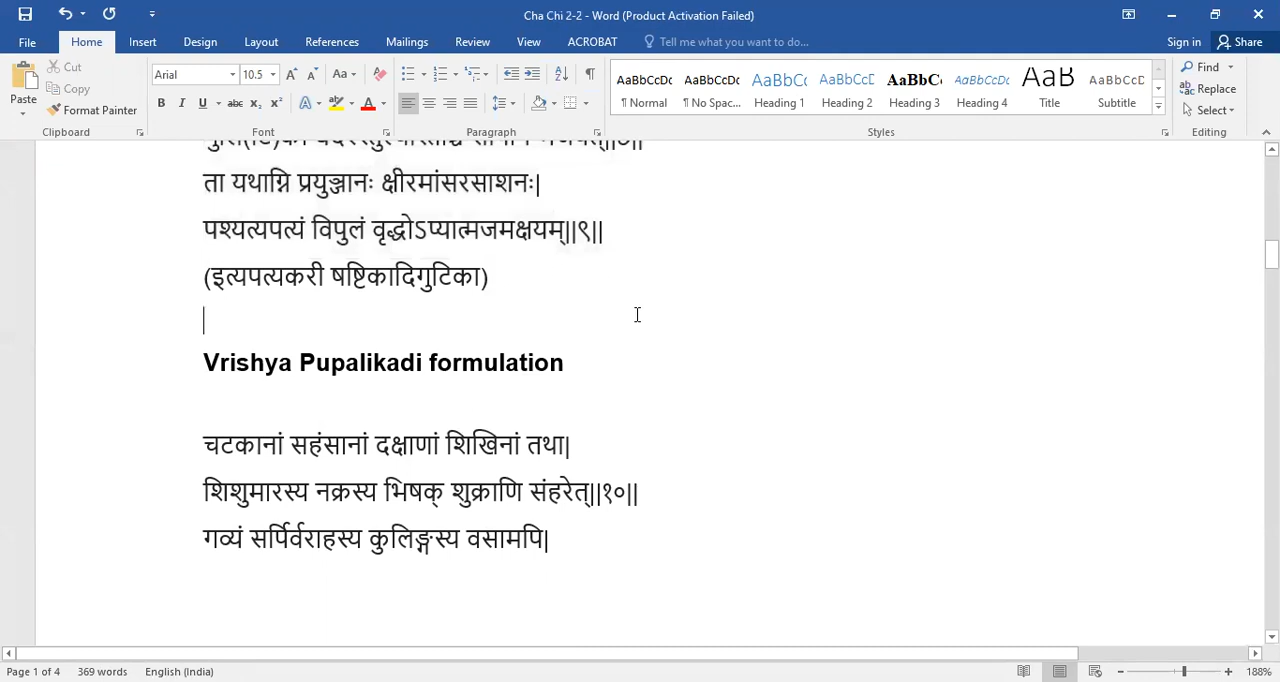 Cha Chi 2-2 - Word (Product Activation Failed)
File Home Insert Design Layout References Mailings Review View ACROBAT Tell me what you want to do... Sign in Share
Paste Cut Copy Format Painter Clipboard
Arial 10.5 Font
Paragraph
AaBbCcDc ¶ Normal AaBbCcDc ¶ No Spac... AaBbC( Heading 1 AaBbCcD Heading 2 AaBbC( Heading 3 AaBbCcDc Heading 4 AaB Title AaBbCcD Subtitle Styles
Find Replace Select Editing
ता यथाग्नि प्रयुञ्जानः क्षीरमांसरसाशनः|
पश्यत्यपत्यं विपुलं वृद्धोऽप्यात्मजमक्षयम्||९||
(इत्यपत्यकरी षष्टिकादिगुटिका)
Vrishya Pupalikadi formulation
चटकानां सहंसानां दक्षाणां शिखिनां तथा|
शिशुमारस्य नक्रस्य भिषक् शुक्राणि संहरेत्||१०||
गव्यं सर्पिर्वराहस्य कुलिङ्गस्य वसामपि|
Page 1 of 4 369 words English (India) 188%